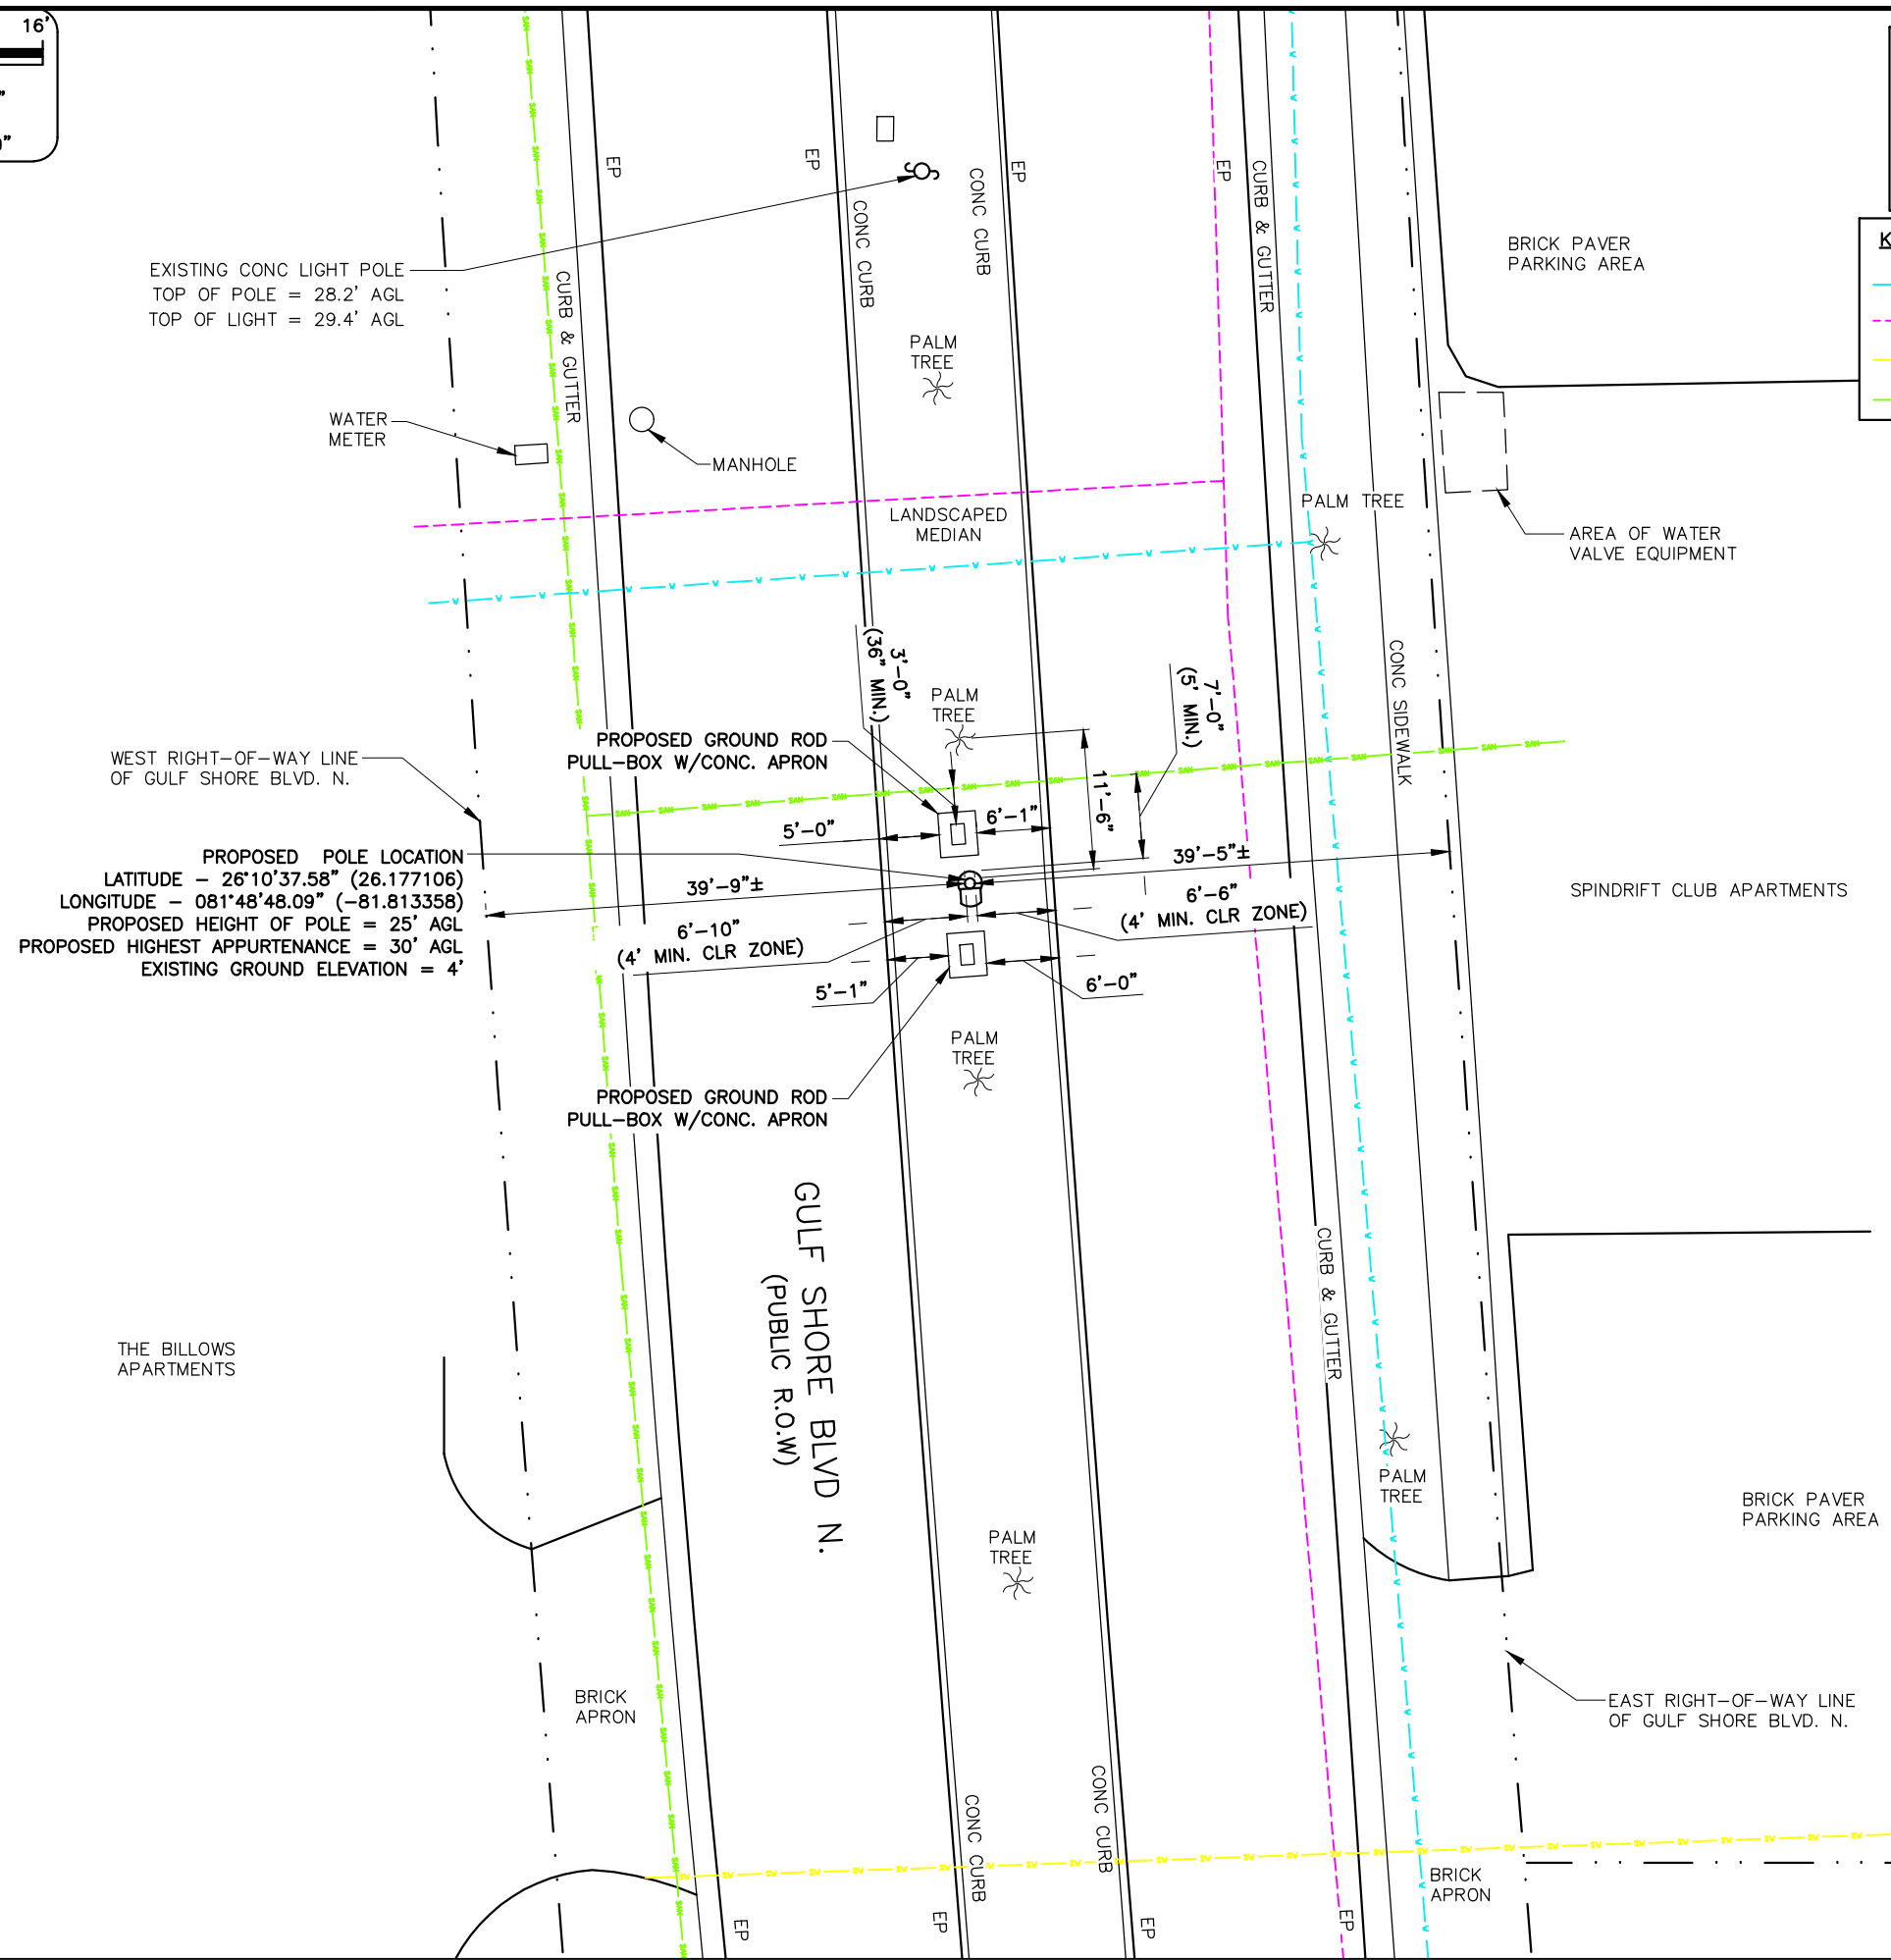 16'
EP
EP
EP
EP
CONC CURB
CONC CURB
CURB & GUTTER
CURB & GUTTER
BRICK PAVER
PARKING AREA
EXISTING CONC LIGHT POLE
TOP OF POLE = 28.2' AGL
TOP OF LIGHT = 29.4' AGL
PALM
TREE
WATER
METER
MANHOLE
LANDSCAPED
MEDIAN
PALM TREE
AREA OF WATER
VALVE EQUIPMENT
3'-0"
(36" MIN.)
PALM
TREE
7'-0"
(5' MIN.)
CONC SIDEWALK
PROPOSED GROUND ROD
PULL-BOX W/CONC. APRON
WEST RIGHT-OF-WAY LINE
OF GULF SHORE BLVD. N.
11'-6"
5'-0"
6'-1"
PROPOSED POLE LOCATION
LATITUDE - 26°10'37.58" (26.177106)
LONGITUDE - 081°48'48.09" (-81.813358)
PROPOSED HEIGHT OF POLE = 25' AGL
PROPOSED HIGHEST APPURTENANCE = 30' AGL
EXISTING GROUND ELEVATION = 4'
39'-9"±
39'-5"±
SPINDRIFT CLUB APARTMENTS
6'-10"
(4' MIN. CLR ZONE)
6'-6"
(4' MIN. CLR ZONE)
5'-1"
6'-0"
PALM
TREE
PROPOSED GROUND ROD
PULL-BOX W/CONC. APRON
GULF SHORE BLVD N.
(PUBLIC R.O.W)
CURB & GUTTER
THE BILLOWS
APARTMENTS
PALM
TREE
BRICK PAVER
PARKING AREA
PALM
TREE
BRICK
APRON
EAST RIGHT-OF-WAY LINE
OF GULF SHORE BLVD. N.
CONC CURB
CONC CURB
BRICK
APRON
EP
EP
EP
EP